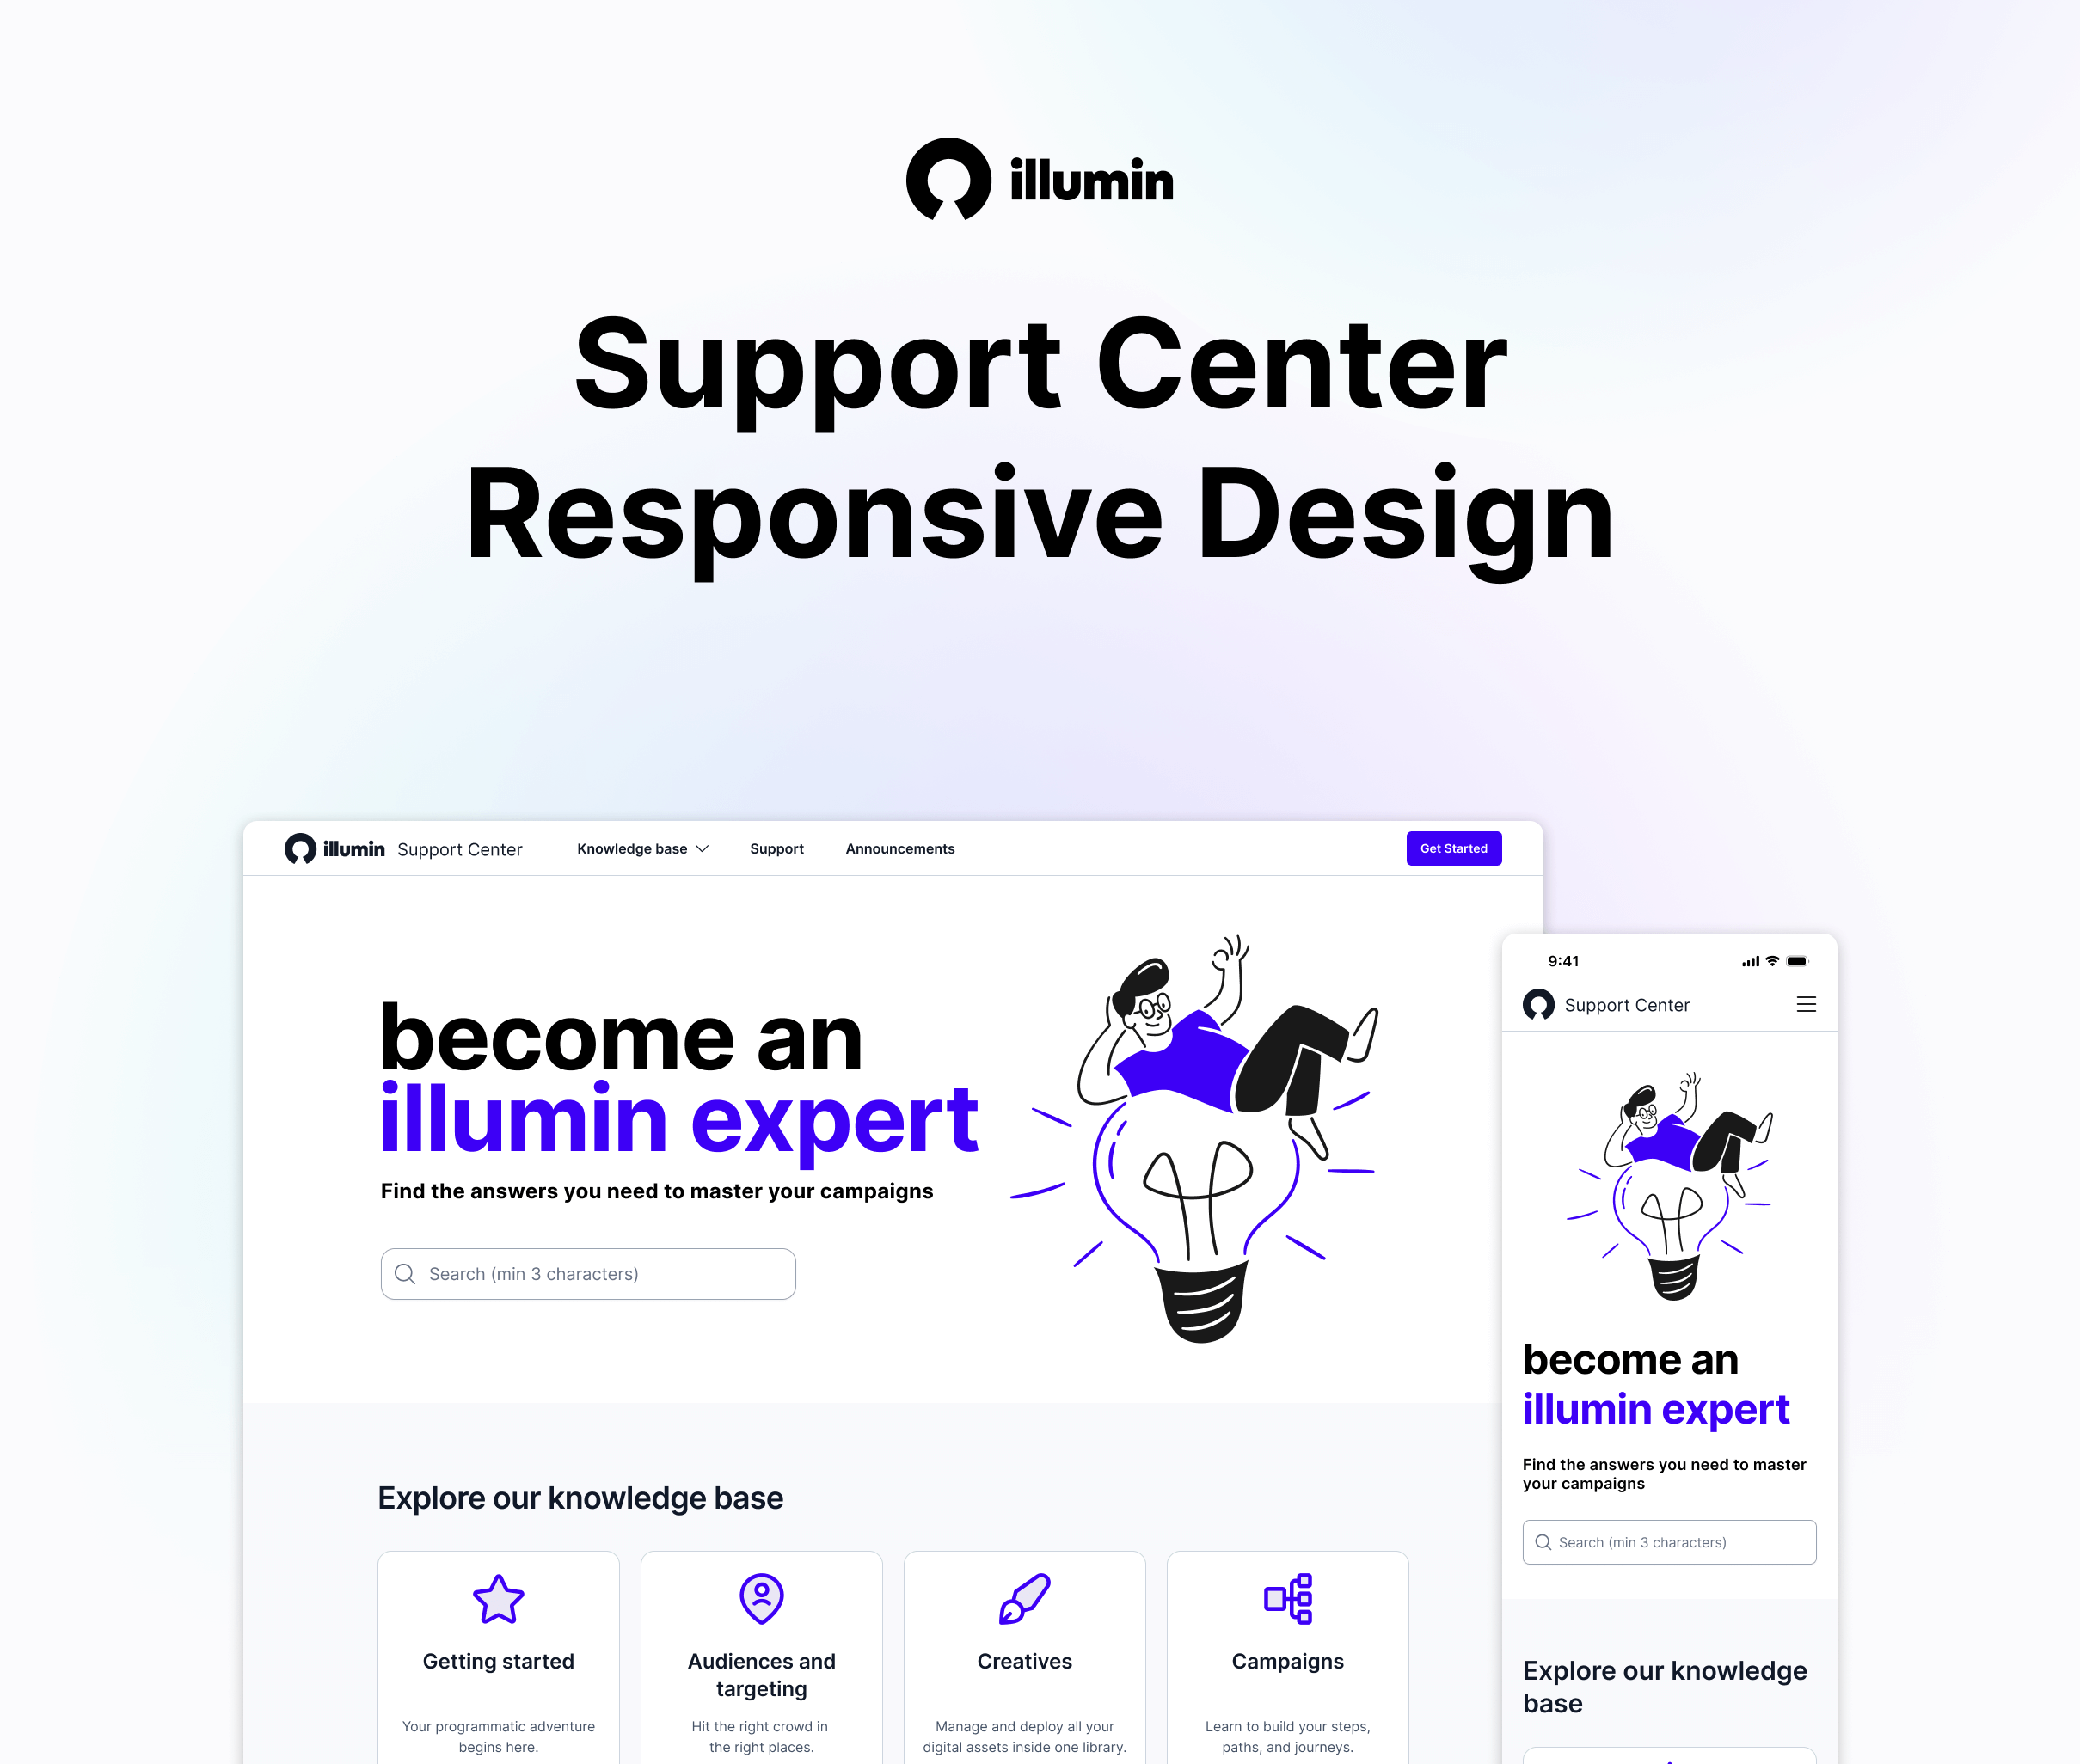 illumin
Support Center
Responsive Design
illumin Support Center Knowledge base Support Announcements Get Started
become an
illumin expert
Find the answers you need to master your campaigns
Search (min 3 characters)
Explore our knowledge base
Getting started
Your programmatic adventure
begins here.
Audiences and
targeting
Hit the right crowd in
the right places.
Creatives
Manage and deploy all your
digital assets inside one library.
Campaigns
Learn to build your steps,
paths, and journeys.
9:41
Support Center
become an
illumin expert
Find the answers you need to master
your campaigns
Search (min 3 characters)
Explore our knowledge
base